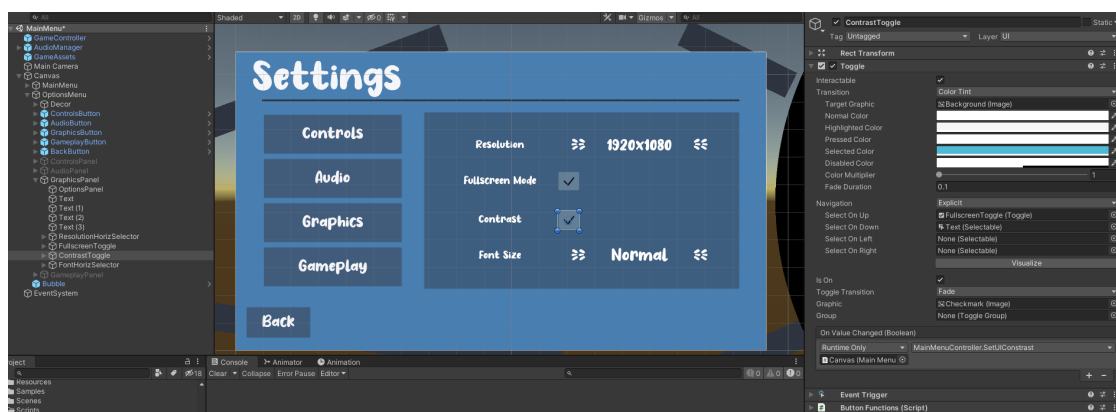 All
MainMenu*
GameController
AudioManager
GameAssets
Main Camera
Canvas
MainMenu
OptionsMenu
Decor
ControlsButton
AudioButton
GraphicsButton
GameplayButton
BackButton
ControlsPanel
AudioPanel
GraphicsPanel
OptionsPanel
Text
Text (1)
Text (2)
Text (3)
ResolutionHorizSelector
FullscreenToggle
ContrastToggle
FontHorizSelector
GameplayPanel
Bubble
EventSystem
Shaded 2D 0 Gizmos All
Settings
Controls
Audio
Graphics
Gameplay
Back
Resolution 1920x1080
Fullscreen Mode
Contrast
Font Size Normal
roject
18
Resources
Samples
Scenes
Scripts
Console Animator Animation
Clear Collapse Error Pause Editor 0 0 0
ContrastToggle Static
Tag Untagged Layer UI
Rect Transform
Toggle
Interactable
Transition Color Tint
Target Graphic Background (Image)
Normal Color
Highlighted Color
Pressed Color
Selected Color
Disabled Color
Color Multiplier 1
Fade Duration 0.1
Navigation Explicit
Select On Up FullscreenToggle (Toggle)
Select On Down Text (Selectable)
Select On Left None (Selectable)
Select On Right None (Selectable)
Visualize
Is On
Toggle Transition Fade
Graphic Checkmark (Image)
Group None (Toggle Group)
On Value Changed (Boolean)
Runtime Only MainMenuController.SetUIConstrast
Canvas (Main Menu
Event Trigger
Button Functions (Script)